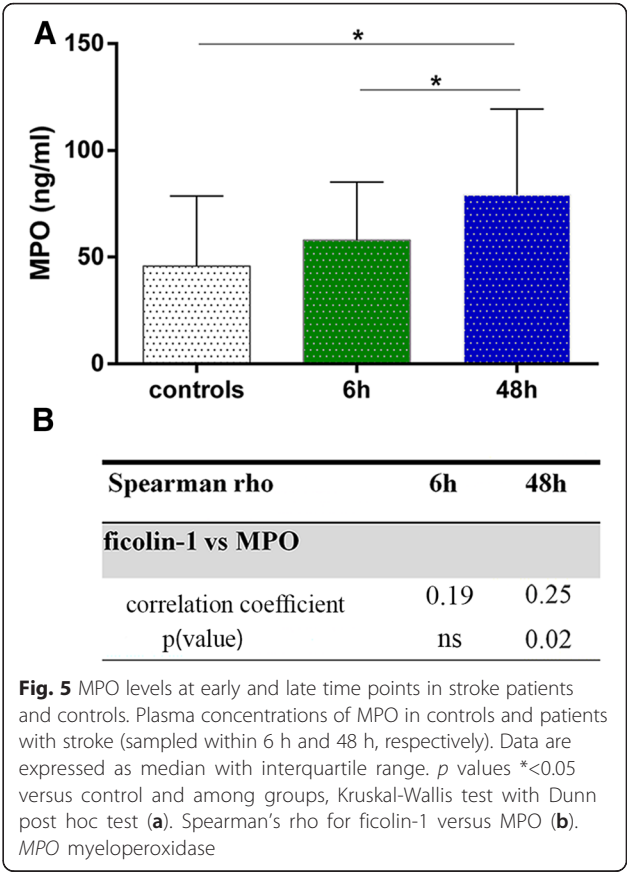 A
150
*
*
100
MPO (ng/ml)
50
0
controls 6h 48h
B
Spearman rho 6h 48h
ficolin-1 vs MPO
correlation coefficient 0.19 0.25
p(value) ns 0.02
Fig. 5 MPO levels at early and late time points in stroke patients
and controls. Plasma concentrations of MPO in controls and patients
with stroke (sampled within 6 h and 48 h, respectively). Data are
expressed as median with interquartile range. p values *<0.05
versus control and among groups, Kruskal-Wallis test with Dunn
post hoc test (a). Spearman's rho for ficolin-1 versus MPO (b).
MPO myeloperoxidase